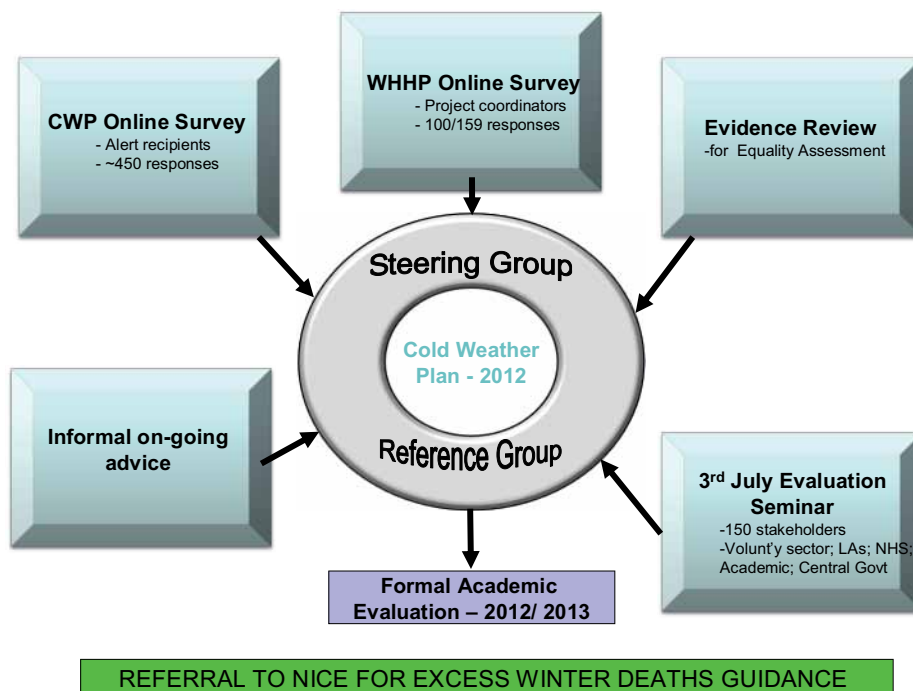 CWP Online Survey
- Alert recipients
- ~450 responses
WHHP Online Survey
- Project coordinators
- 100/159 responses
Evidence Review
-for Equality Assessment
Steering Group
Cold Weather
Plan - 2012
Reference Group
Informal on-going
advice
3rd July Evaluation
Seminar
-150 stakeholders
-Volunt'y sector; LAs; NHS;
Academic; Central Govt
Formal Academic
Evaluation – 2012/ 2013
REFERRAL TO NICE FOR EXCESS WINTER DEATHS GUIDANCE